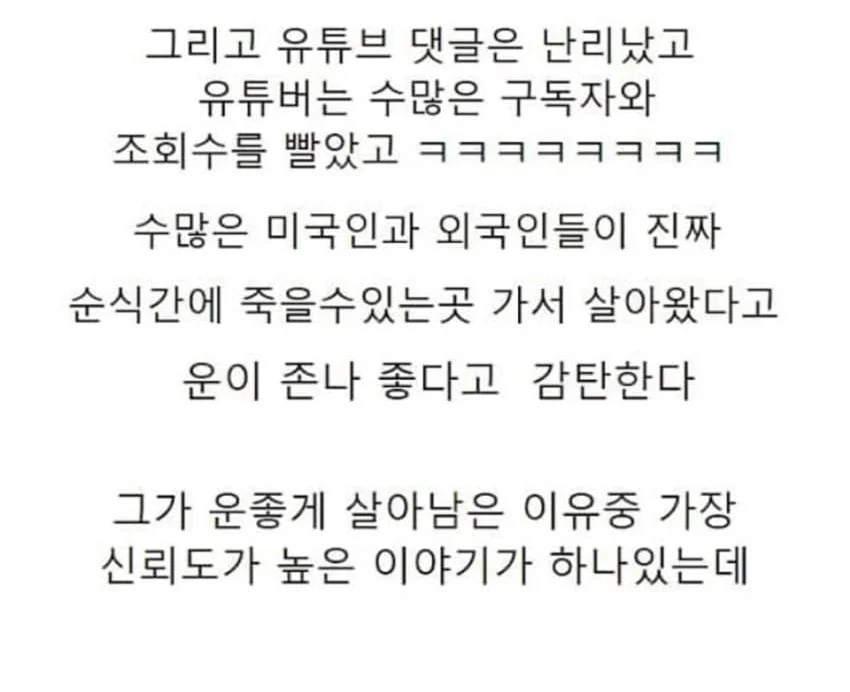 그리고 유튜브 댓글은 난리났고
유튜버는 수많은 구독자와
조회수를 빨았고 ㅋㅋㅋㅋㅋㅋㅋㅋ
수많은 미국인과 외국인들이 진짜
순식간에 죽을수있는곳 가서 살아왔다고
운이 존나 좋다고 감탄한다
그가 운좋게 살아남은 이유중 가장
신뢰도가 높은 이야기가 하나있는데